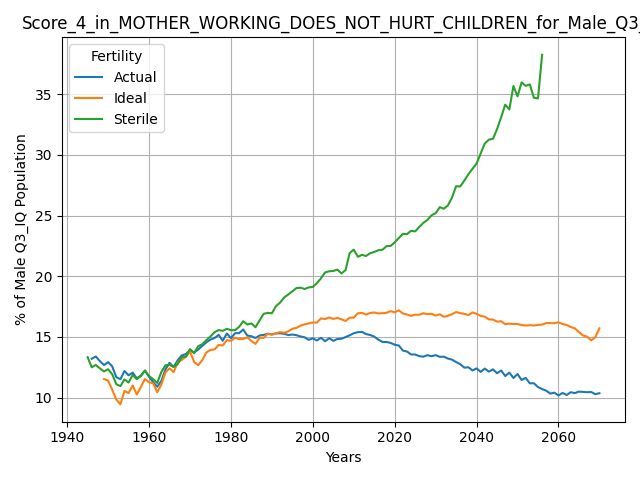 Score_4_in_MOTHER_WORKING_DOES_NOT_HURT_CHILDREN_for_Male_Q3_
Fertility
Actual
Ideal
Sterile
% of Male Q3_IQ Population
35
30
25
20
15
10
1940
1960
1980
2000
2020
2040
2060
Years